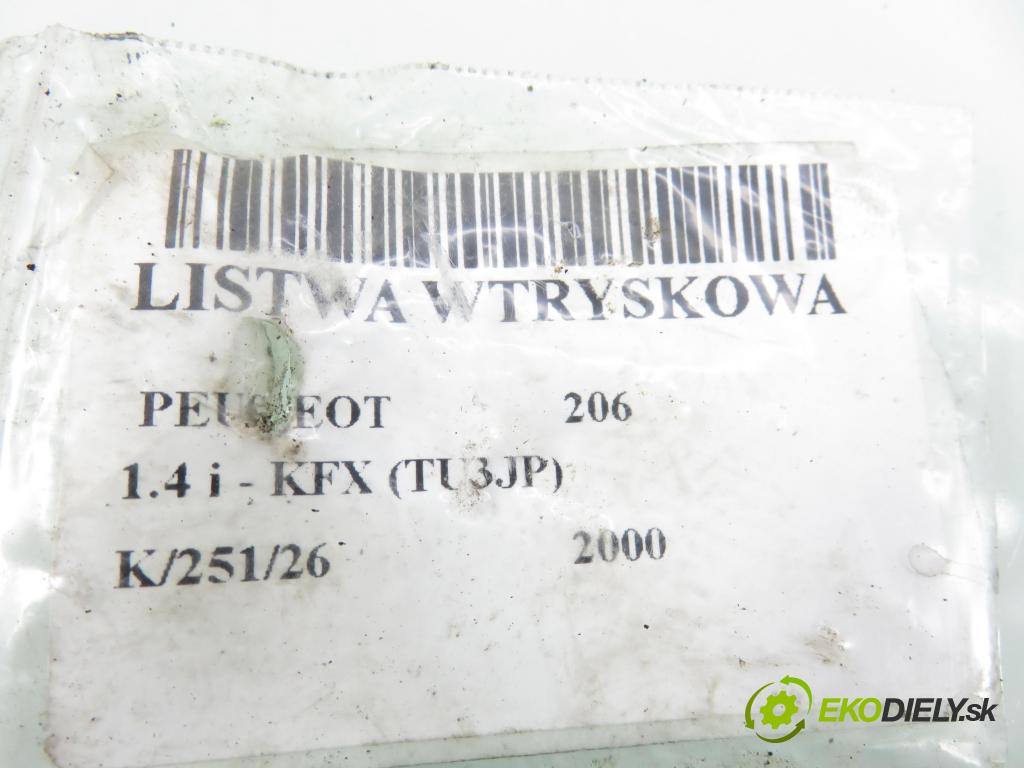 LISTWA WTRYSKOWA
PEUGEOT 206
1.4 i - KFX (TU3JP)
K/251/26 2000
EKODIELY.sk